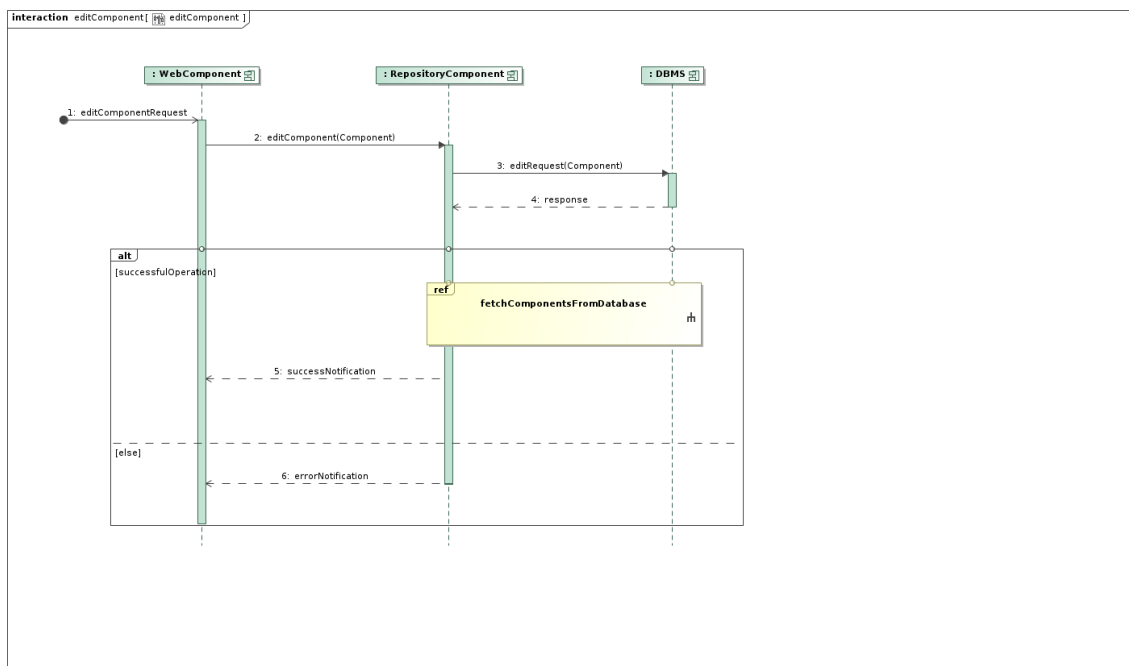 interaction editComponent[ editComponent ]
: WebComponent
: RepositoryComponent
: DBMS
1: editComponentRequest
2: editComponent(Component)
3: editRequest(Component)
4: response
alt
[successfulOperation]
ref
fetchComponentsFromDatabase
5: successNotification
[else]
6: errorNotification